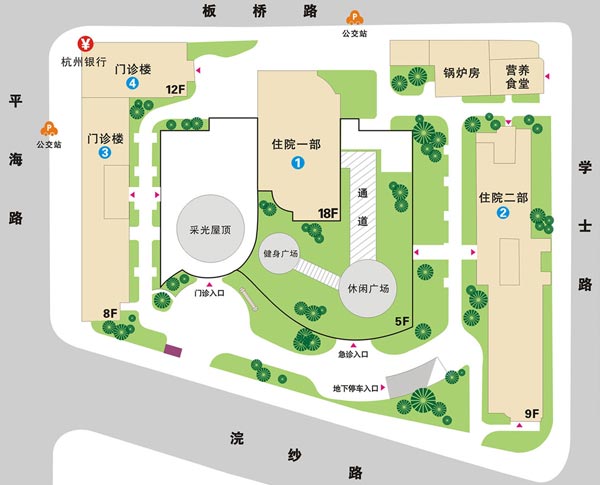 板桥路
公交站
¥
杭州银行
门诊楼
4
12F
锅炉房
营养
食堂
平海路
公交站
门诊楼
3
住院一部
1
18F
通道
住院二部
2
学士路
采光屋顶
健身广场
休闲广场
门诊入口
5F
8F
急诊入口
地下停车入口
9F
浣纱路